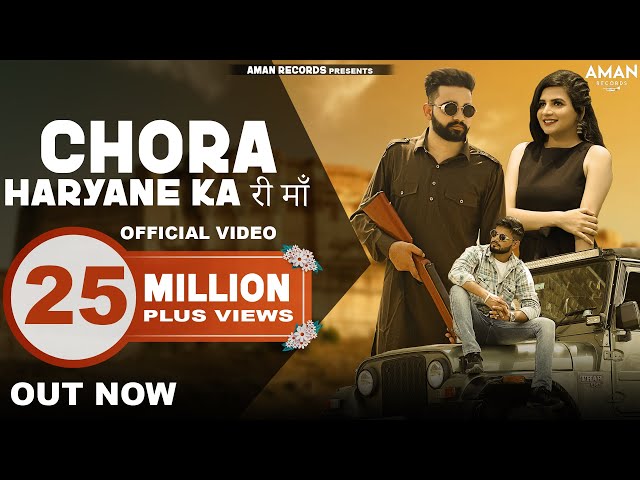 AMAN RECORDS PRESENTS
AMAN
RECORDS
CHORA
HARYANE KA री माँ
OFFICIAL VIDEO
25 MILLION
PLUS VIEWS
OUT NOW